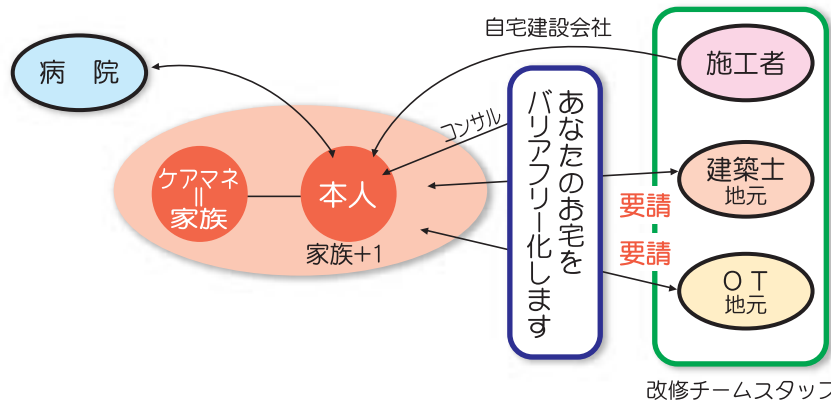 自宅建設会社
病 院
施工者
コンサル
あなたのお宅を
バリアフリー化します
ケアマネ
||
家族
本人
家族+1
建築士
地元
要請
要請
OT
地元
改修チームスタッフ